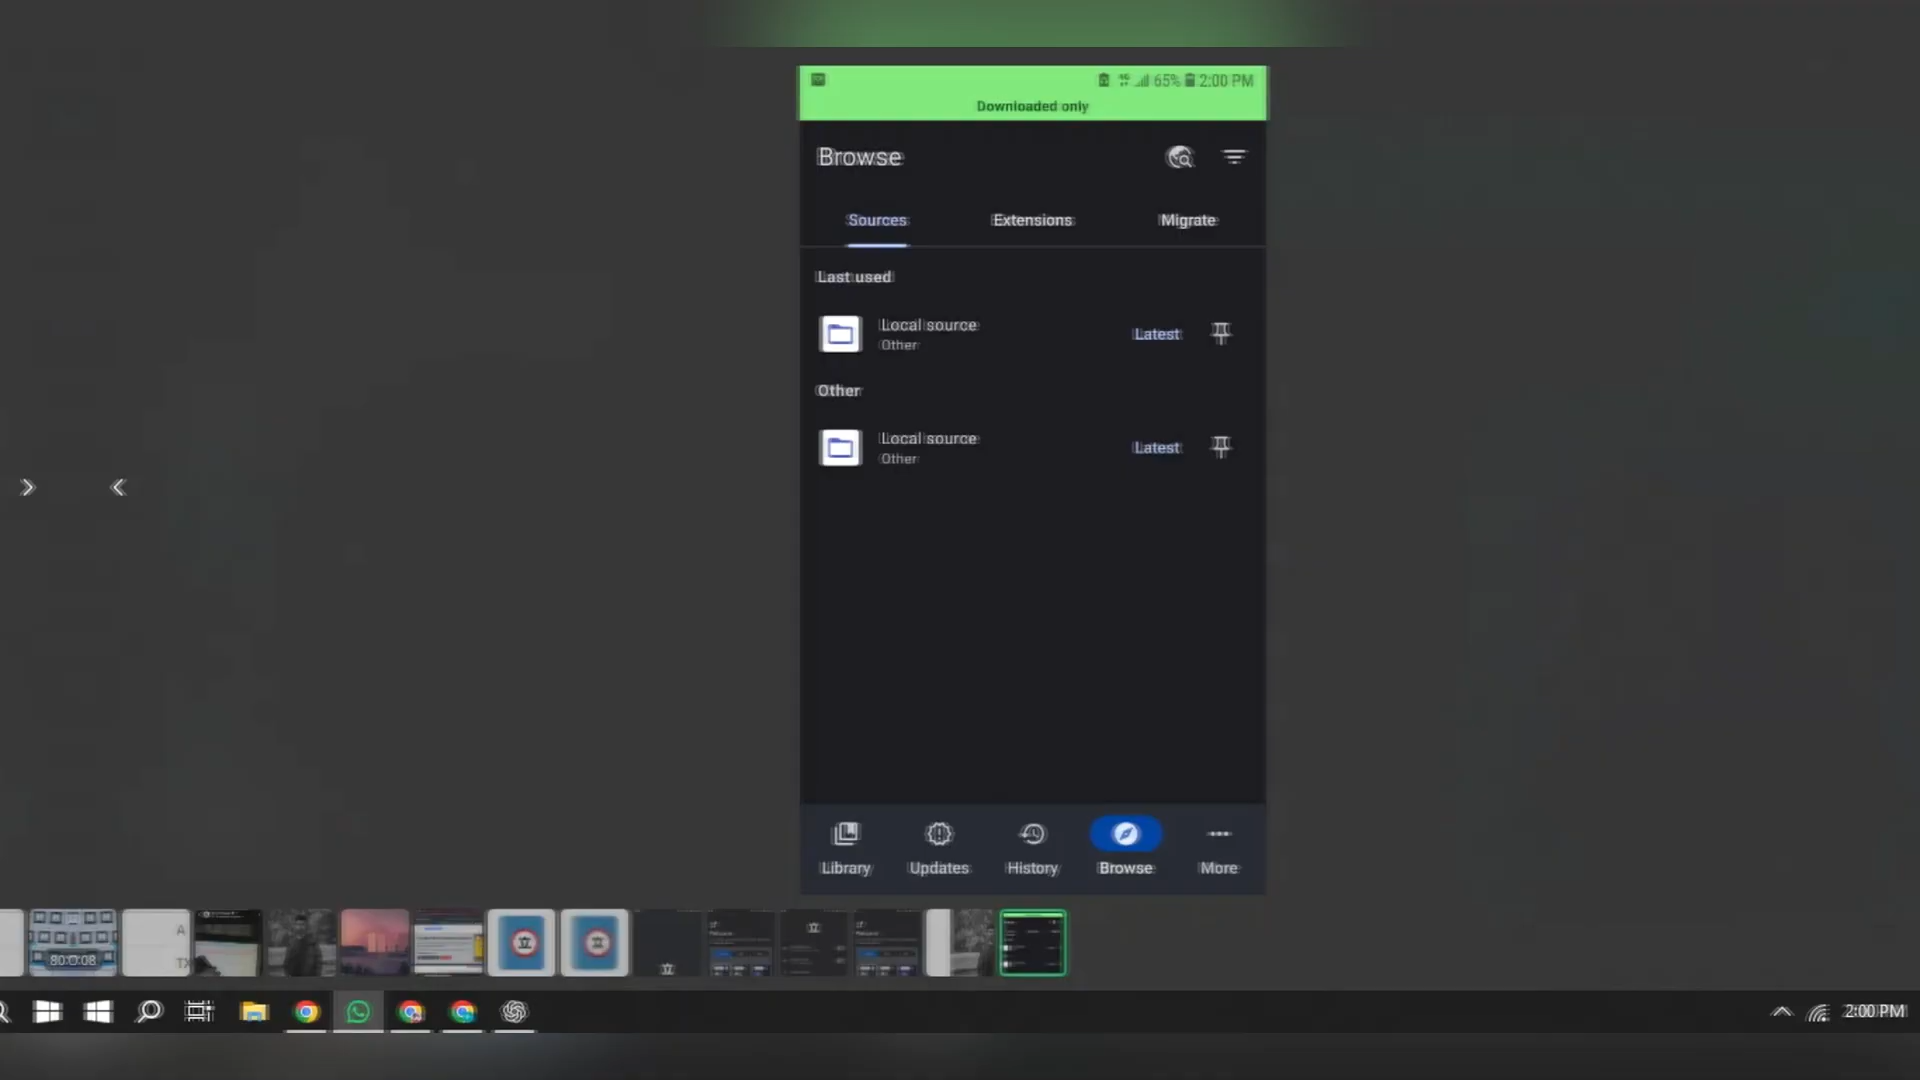 65% 2:00 PM
Downloaded only
Browse
Sources Extensions Migrate
Last used
Local source
Other
Latest
Other
Local source
Other
Latest
Library Updates History Browse More
A
TX
2:00 PM